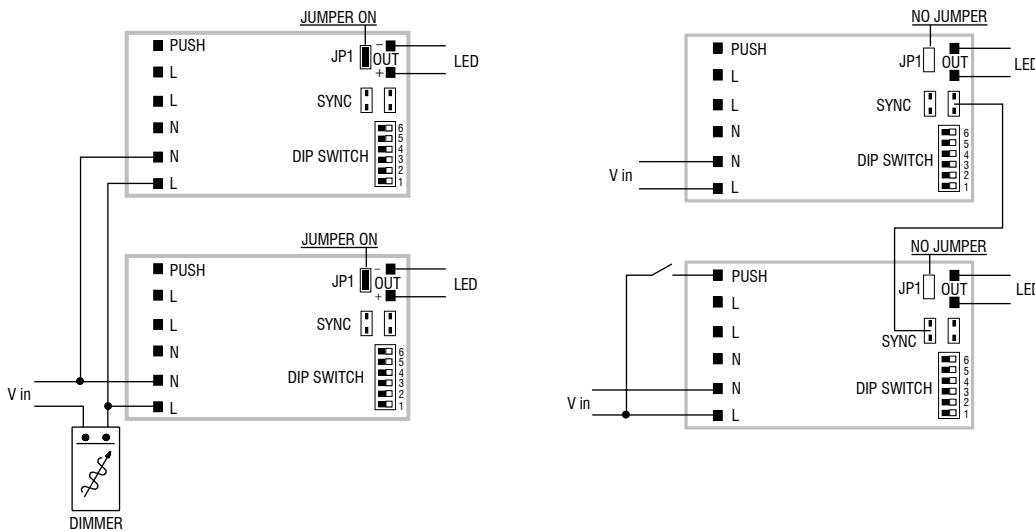 JUMPER ON
PUSH
JP1
–
OUT
+
LED
L
L
SYNC
N
N
DIP SWITCH
6
5
4
3
2
1
L
JUMPER ON
PUSH
JP1
–
OUT
+
LED
L
L
SYNC
N
N
DIP SWITCH
6
5
4
3
2
1
L
V in
DIMMER
NO JUMPER
PUSH
JP1
OUT
LED
L
L
SYNC
N
N
DIP SWITCH
6
5
4
3
2
1
L
V in
NO JUMPER
PUSH
JP1
OUT
LED
L
L
SYNC
N
N
DIP SWITCH
6
5
4
3
2
1
L
V in